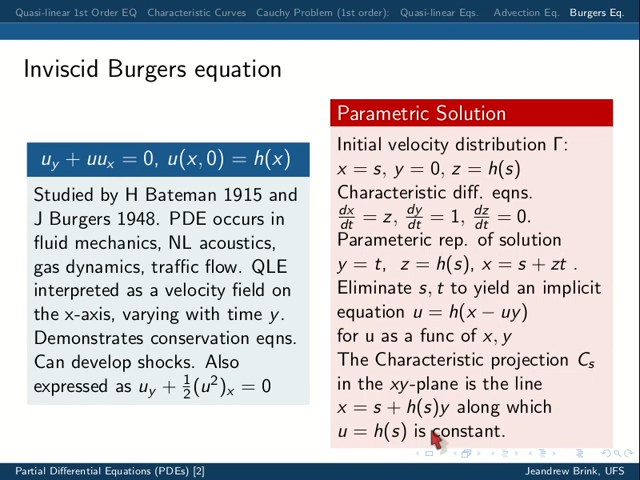 Quasi-linear 1st Order EQ Characteristic Curves Cauchy Problem (1st order): Quasi-linear Eqs. Advection Eq. Burgers Eq.
Inviscid Burgers equation
u_y + uu_x = 0, u(x, 0) = h(x)
Studied by H Bateman 1915 and
J Burgers 1948. PDE occurs in
fluid mechanics, NL acoustics,
gas dynamics, traffic flow. QLE
interpreted as a velocity field on
the x-axis, varying with time y.
Demonstrates conservation eqns.
Can develop shocks. Also
expressed as u_y + 1/2(u²)_x = 0
Parametric Solution
Initial velocity distribution Γ:
x = s, y = 0, z = h(s)
Characteristic diff. eqns.
dx/dt = z, dy/dt = 1, dz/dt = 0.
Parameteric rep. of solution
y = t, z = h(s), x = s + zt .
Eliminate s, t to yield an implicit
equation u = h(x − uy)
for u as a func of x, y
The Characteristic projection C_s
in the xy-plane is the line
x = s + h(s)y along which
u = h(s) is constant.
Partial Differential Equations (PDEs) [2] Jeandrew Brink, UFS